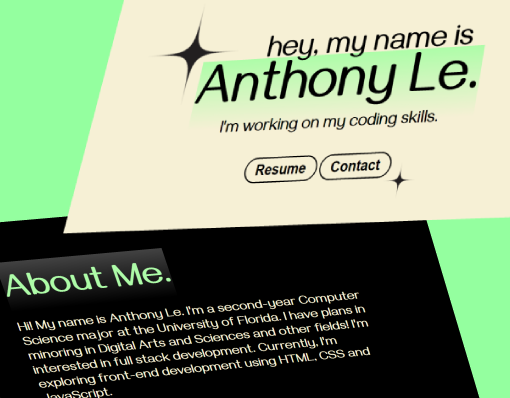 hey, my name is
Anthony Le.
I'm working on my coding skills.
Resume Contact
About Me.
Hi! My name is Anthony Le. I'm a second-year Computer
Science major at the University of Florida. I have plans in
minoring in Digital Arts and Sciences and other fields! I'm
interested in full stack development. Currently, I'm
exploring front-end development using HTML, CSS and
JavaScript.